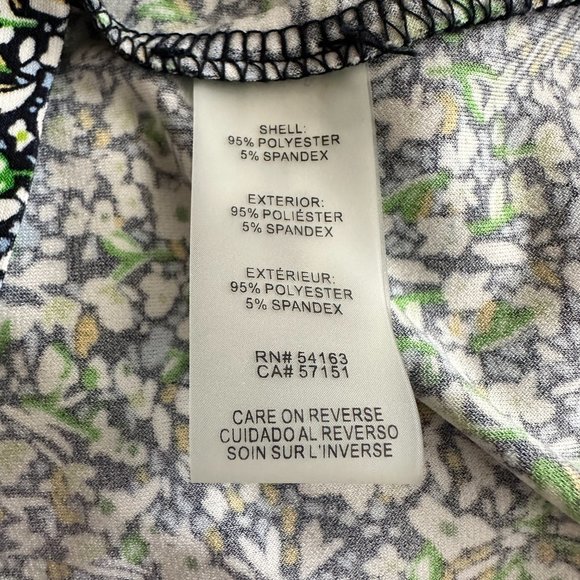 SHELL:
95% POLYESTER
5% SPANDEX
EXTERIOR:
95% POLIÉSTER
5% SPANDEX
EXTÉRIEUR:
95% POLYESTER
5% SPANDEX
RN# 54163
CA# 57151
CARE ON REVERSE
CUIDADO AL REVERSO
SOIN SUR L'INVERSE